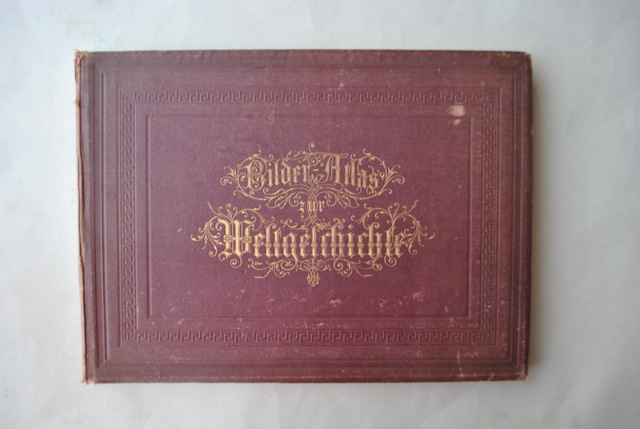 Bilder-Atlas
zur
Weltgeschichte